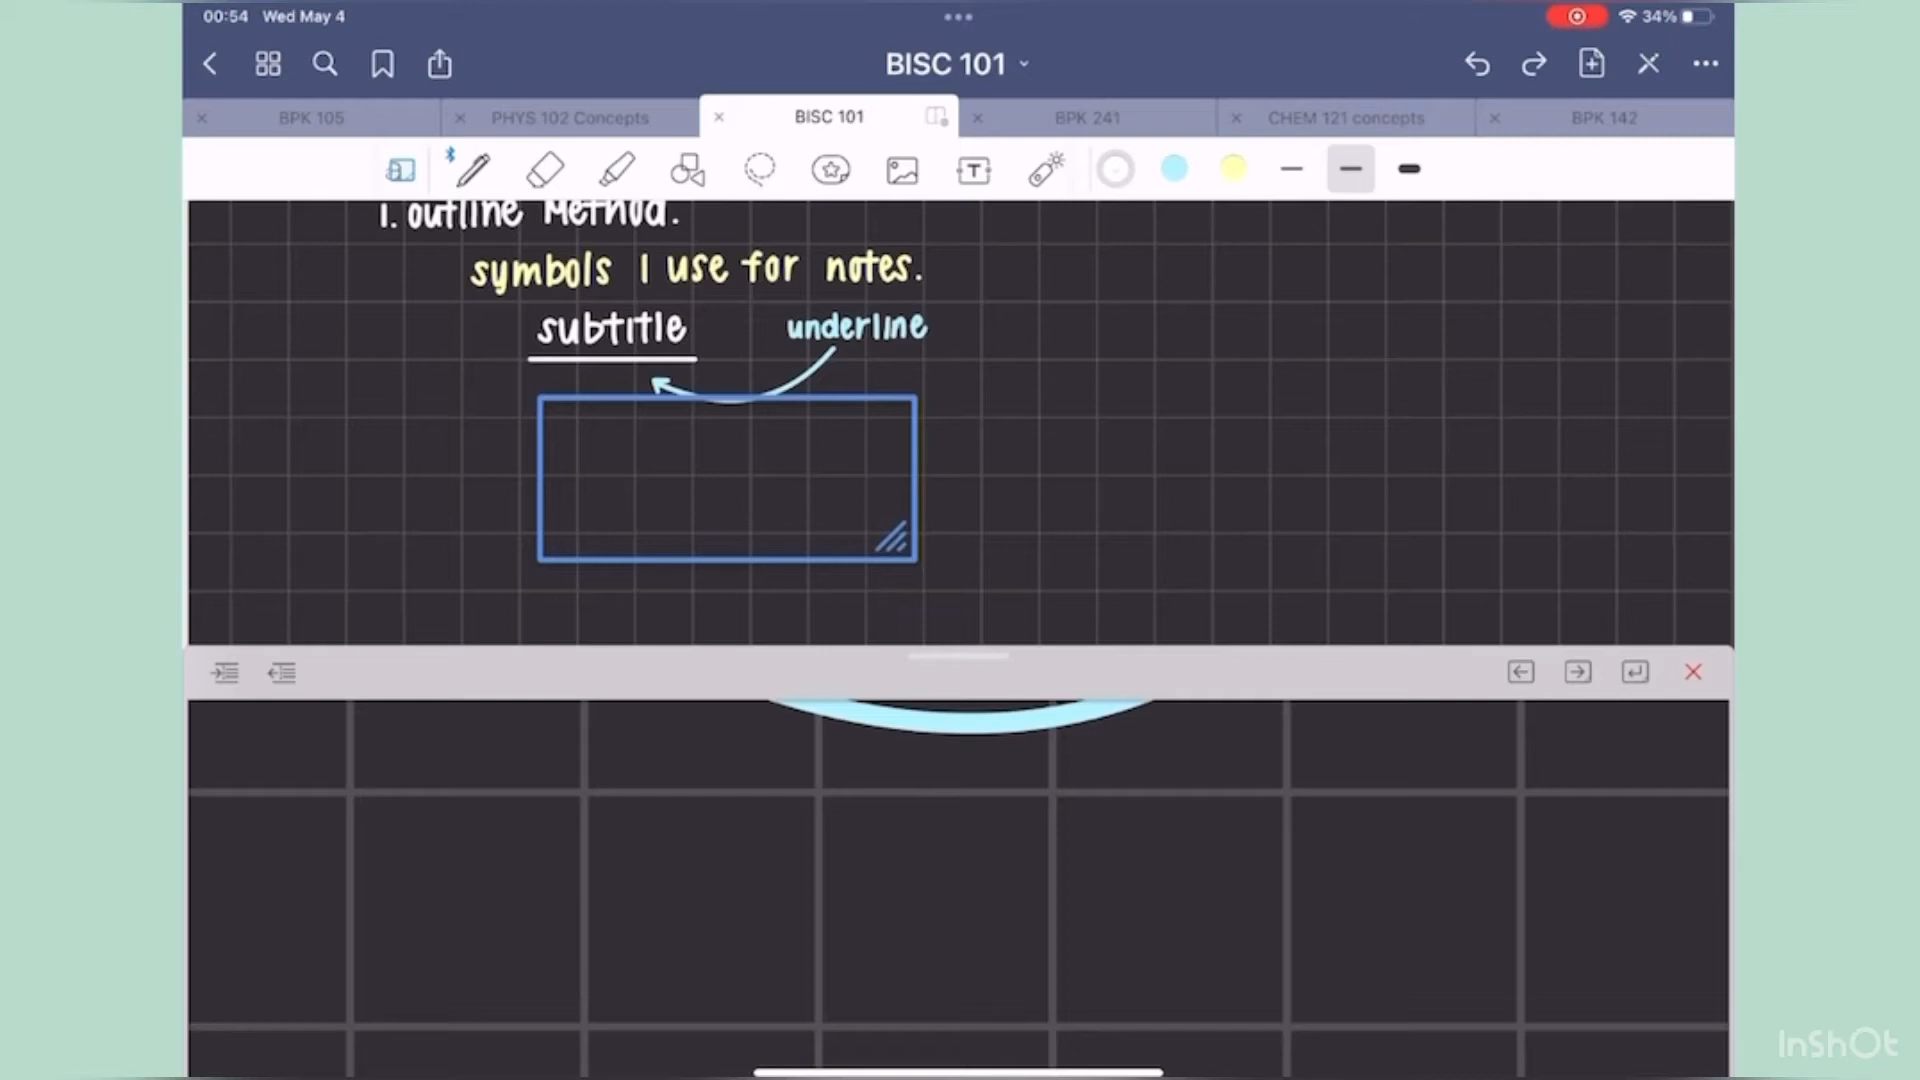 00:54 Wed May 4
34%
BISC 101
BPK 105
PHYS 102 Concepts
BISC 101
BPK 241
CHEM 121 concepts
BPK 142
T
1. outline Method.
symbols I use for notes.
subtitle underline
InShOt